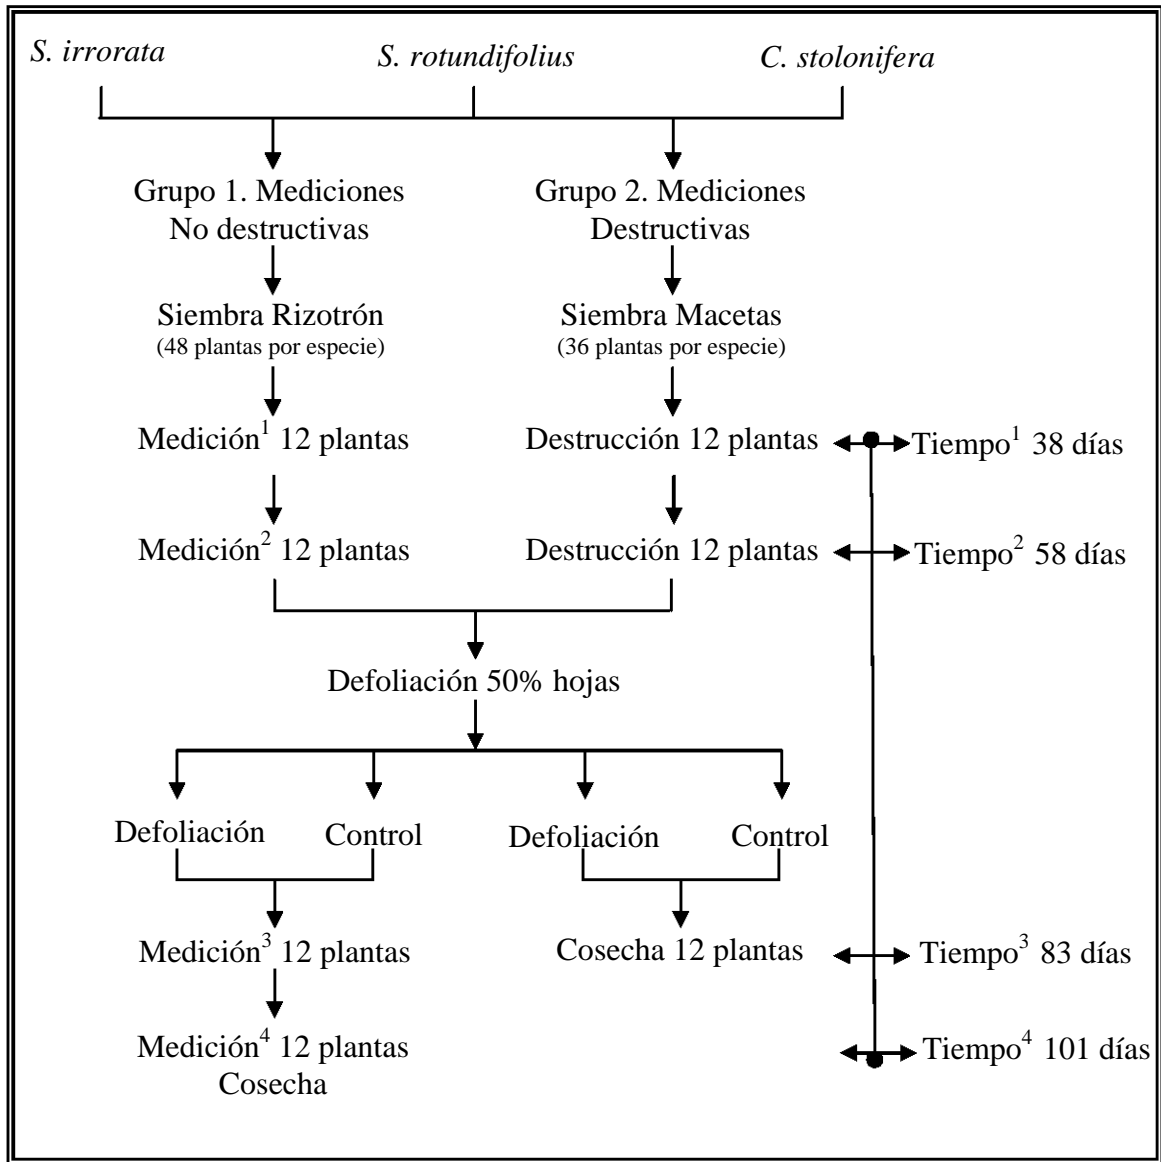 S. irrorata
S. rotundifolius
C. stolonifera
Grupo 1. Mediciones
No destructivas
Grupo 2. Mediciones
Destructivas
Siembra Rizotrón
(48 plantas por especie)
Siembra Macetas
(36 plantas por especie)
Medición¹ 12 plantas
Destrucción 12 plantas
Tiempo¹ 38 días
Medición² 12 plantas
Destrucción 12 plantas
Tiempo² 58 días
Defoliación 50% hojas
Defoliación
Control
Defoliación
Control
Medición³ 12 plantas
Cosecha 12 plantas
Tiempo³ 83 días
Medición⁴ 12 plantas
Cosecha
Tiempo⁴ 101 días